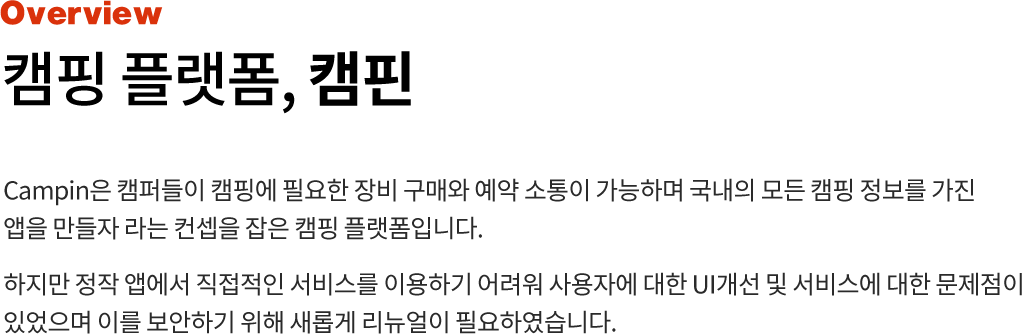 Overview
캠핑 플랫폼, 캠핀
Campin은 캠퍼들이 캠핑에 필요한 장비 구매와 예약 소통이 가능하며 국내의 모든 캠핑 정보를 가진
앱을 만들자 라는 컨셉을 잡은 캠핑 플랫폼입니다.
하지만 정작 앱에서 직접적인 서비스를 이용하기 어려워 사용자에 대한 UI개선 및 서비스에 대한 문제점이
있었으며 이를 보안하기 위해 새롭게 리뉴얼이 필요하였습니다.